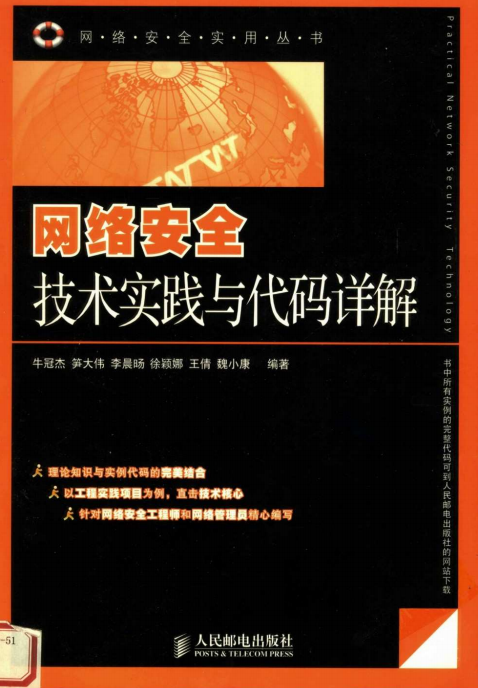 网·络·安·全·实·用·丛·书
Practical Network Security Technology
网络安全
技术实践与代码详解
牛冠杰 笋大伟 李晨旸 徐颖娜 王倩 魏小康 编著
书中所有实例的完整代码可到人民邮电出版社的网站下载
理论知识与实例代码的完美结合
以工程实践项目为例，直击技术核心
针对网络安全工程师和网络管理员精心编写
-51
人民邮电出版社
POSTS & TELECOM PRESS